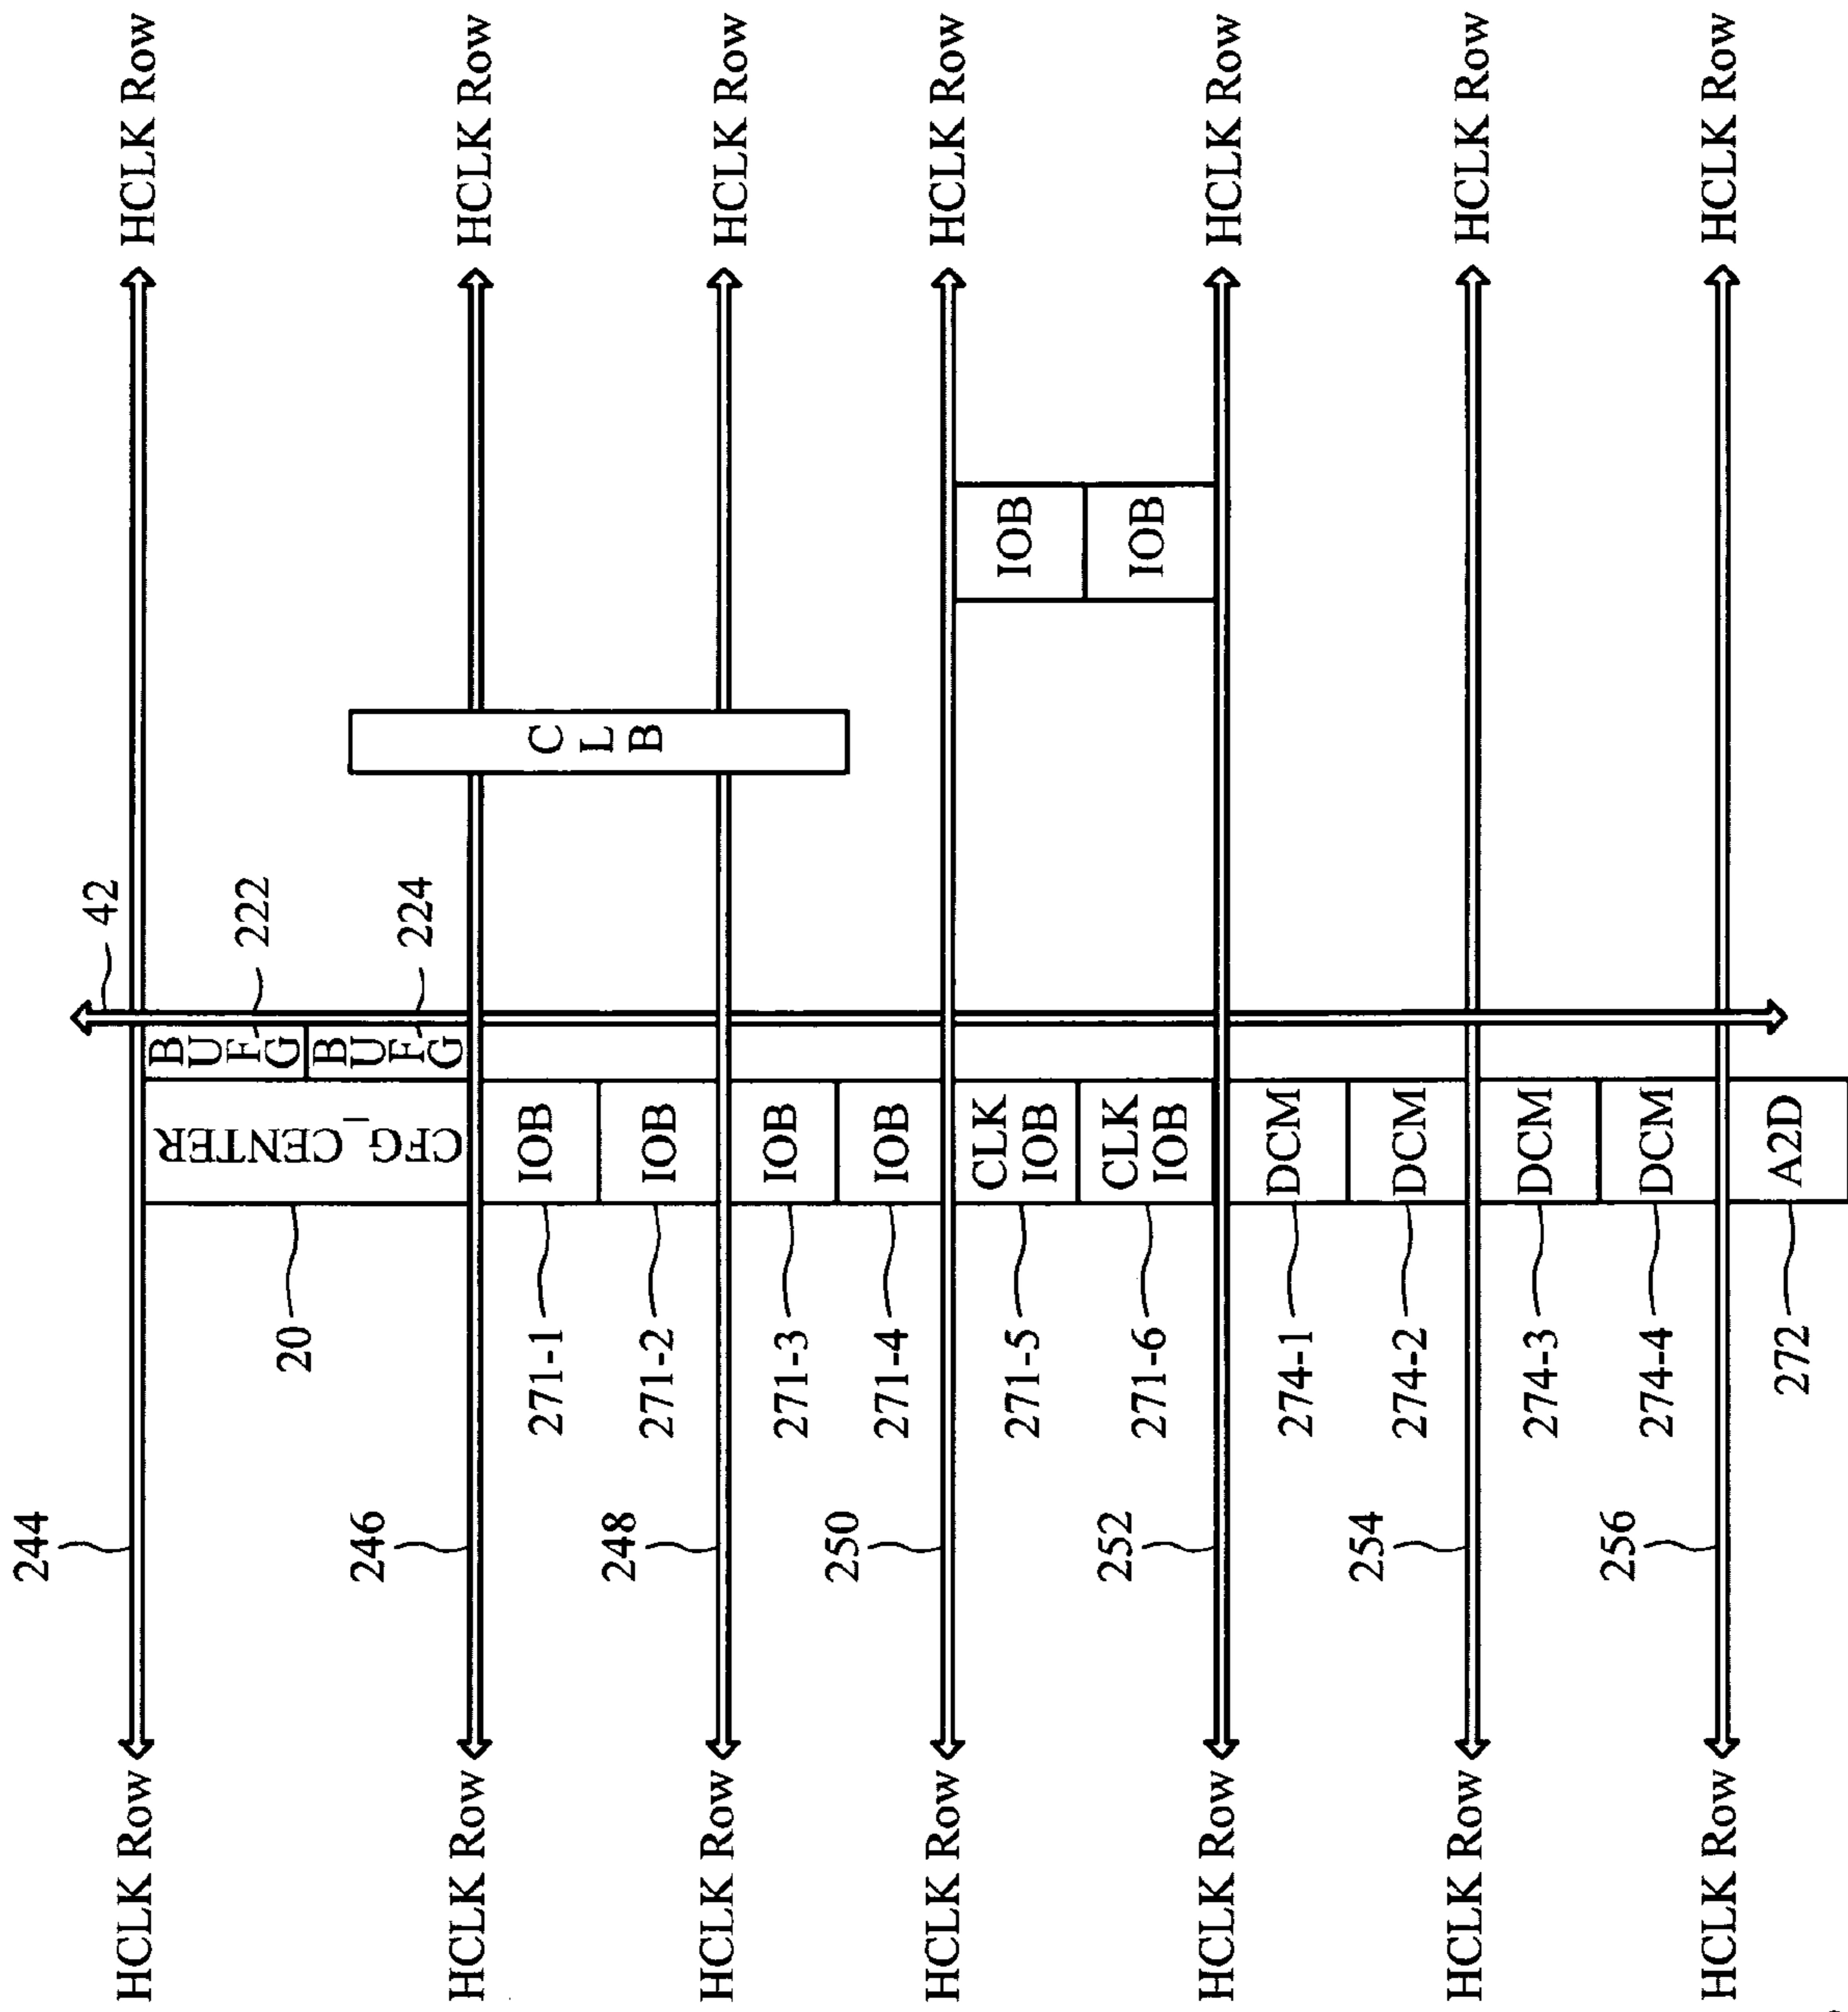 244
42
HCLK Row
HCLK Row
20
CFG_CENTER
BUFG
222
BUFG
224
246
HCLK Row
HCLK Row
271-1
IOB
CLB
248
271-2
IOB
HCLK Row
HCLK Row
271-3
IOB
250
271-4
IOB
HCLK Row
HCLK Row
271-5
CLK
IOB
IOB
252
271-6
CLK
IOB
IOB
HCLK Row
HCLK Row
274-1
DCM
254
274-2
DCM
HCLK Row
HCLK Row
274-3
DCM
256
274-4
DCM
HCLK Row
HCLK Row
272
A2D